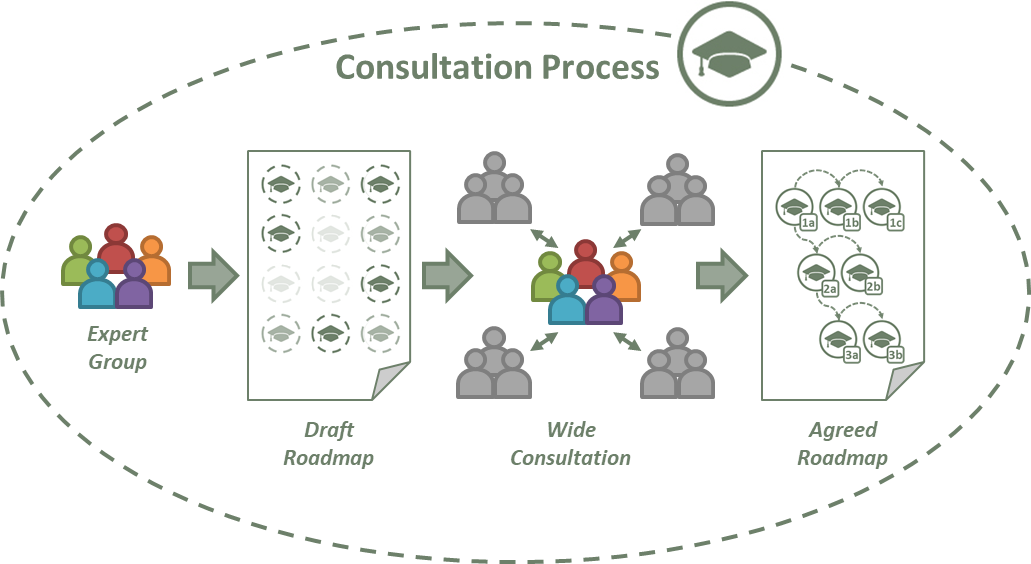 Consultation Process
Expert
Group
Draft
Roadmap
Wide
Consultation
1a
1b
1c
2a
2b
3a
3b
Agreed
Roadmap